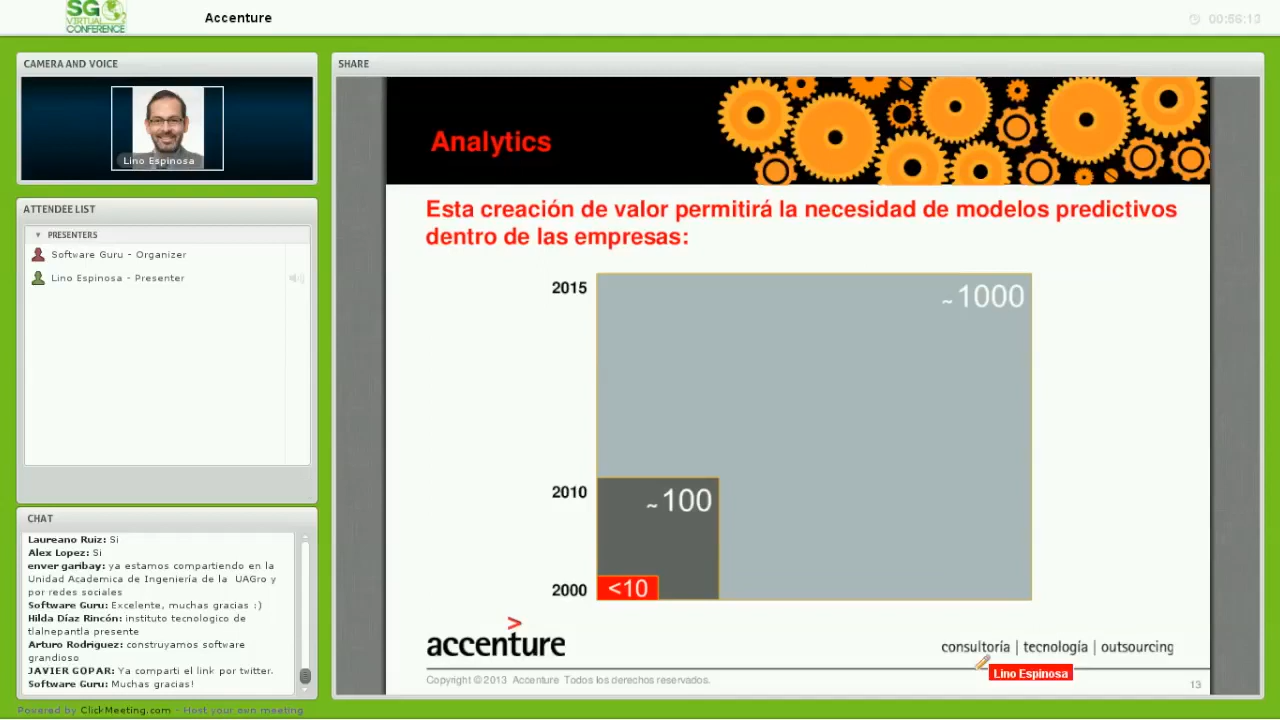 SG
VIRTUAL
CONFERENCE
Accenture
00:56:13
CAMERA AND VOICE
Lino Espinosa
ATTENDEE LIST
PRESENTERS
Software Guru - Organizer
Lino Espinosa - Presenter
CHAT
Laureano Ruiz: Si
Alex Lopez: Si
enver garibay: ya estamos compartiendo en la
Unidad Academica de Ingeniería de la UAGro y
por redes sociales
Software Guru: Excelente, muchas gracias :)
Hilda Díaz Rincón: instituto tecnologico de
tlalnepantla presente
Arturo Rodriguez: construyamos software
grandioso
JAVIER GOPAR: Ya comparti el link por twitter.
Software Guru: Muchas gracias!
Powered by ClickMeeting.com - Host your own meeting
SHARE
Analytics
Esta creación de valor permitirá la necesidad de modelos predictivos
dentro de las empresas:
2015
~1000
2010
~100
2000
<10
accenture
consultoría | tecnología | outsourcing
Lino Espinosa
Copyright © 2013 Accenture Todos los derechos reservados.
13